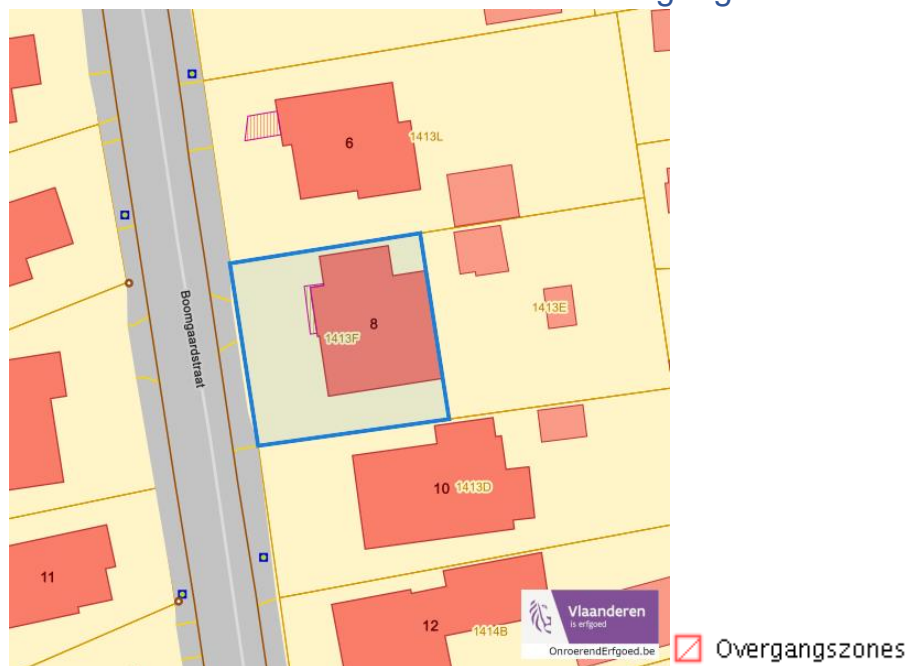 6
1413L
Boomgaardstraat
8
1413F
1413E
10
1413D
11
12
1414B
Vlaanderen
is erfgoed
OnroerendErfgoed.be
Overgangszones